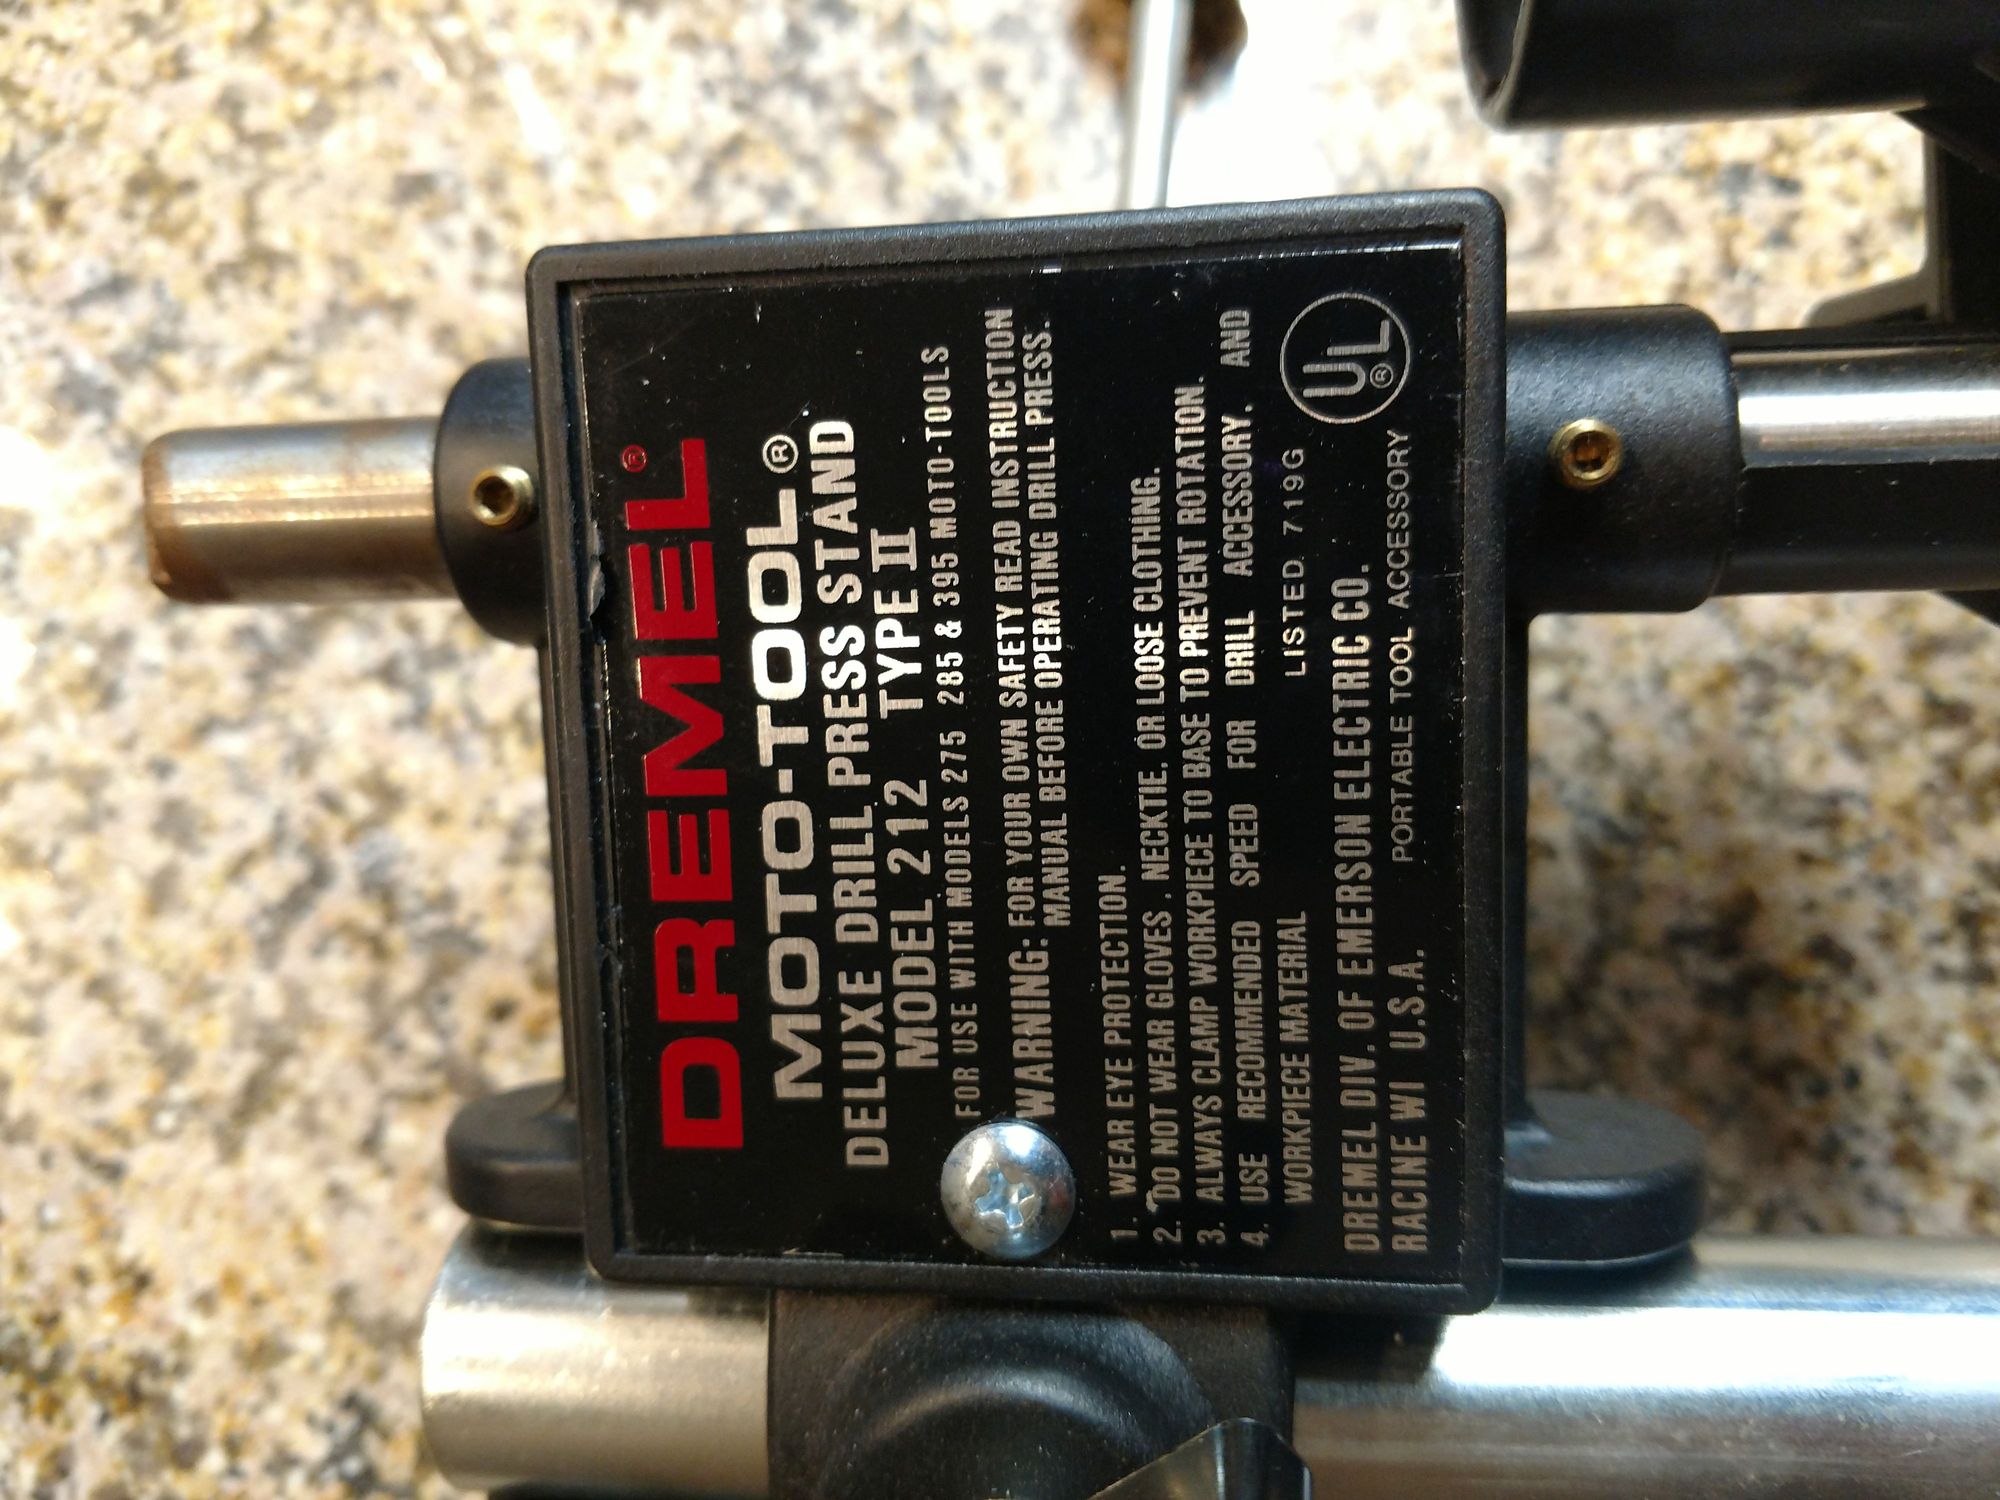 DREMEL®
MOTO-TOOL®
DELUXE DRILL PRESS STAND
MODEL 212 TYPE II
FOR USE WITH MODELS 275 285 & 395 MOTO-TOOLS
WARNING: FOR YOUR OWN SAFETY READ INSTRUCTION
MANUAL BEFORE OPERATING DRILL PRESS.
1. WEAR EYE PROTECTION.
2. DO NOT WEAR GLOVES, NECKTIE, OR LOOSE CLOTHING.
3. ALWAYS CLAMP WORKPIECE TO BASE TO PREVENT ROTATION.
4. USE RECOMMENDED SPEED FOR DRILL ACCESSORY, AND
WORKPIECE MATERIAL
LISTED 719G
UL®
DREMEL DIV. OF EMERSON ELECTRIC CO.
RACINE WI U.S.A.
PORTABLE TOOL ACCESSORY